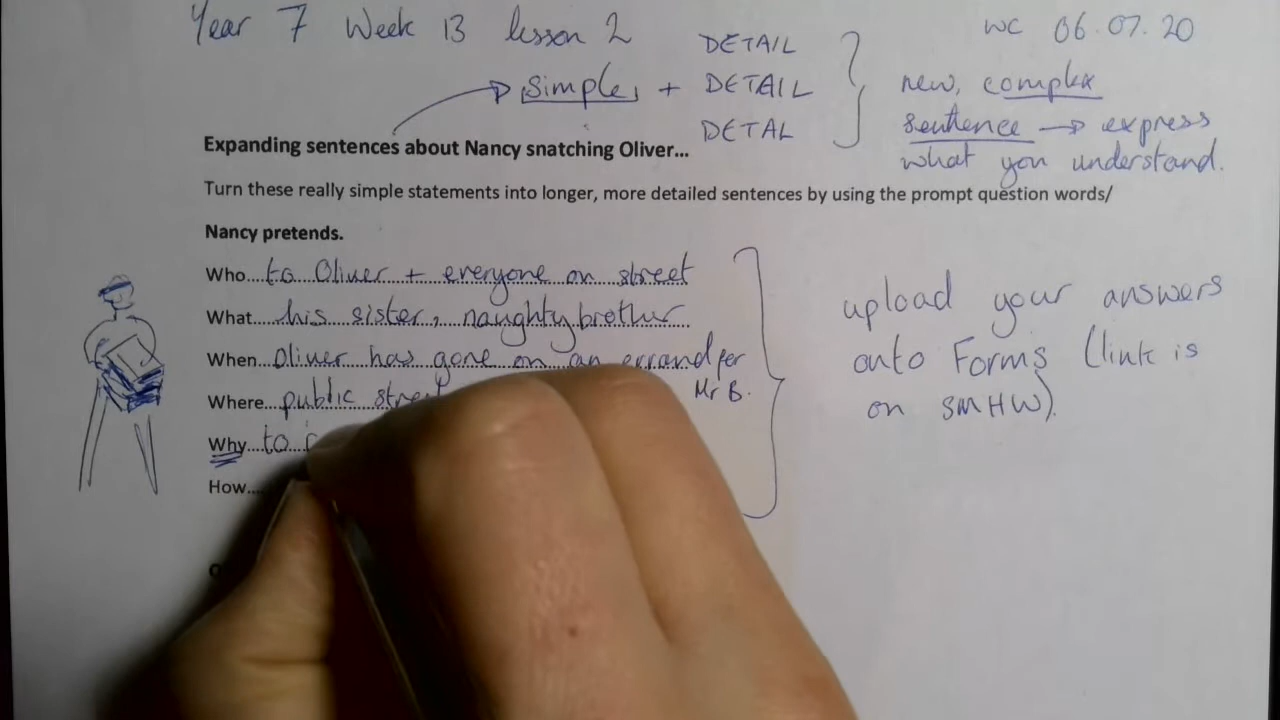 Year 7 Week 13 lesson 2
wc 06.07.20
DETAIL
simple + DETAIL
DETAL
new, complex
sentence → express
what you understand.
Expanding sentences about Nancy snatching Oliver...
Turn these really simple statements into longer, more detailed sentences by using the prompt question words/
Nancy pretends.
Who....to Oliver + everyone on street
What....his sister, naughty brother
When...Oliver has gone on an errand for
Mr B.
Where...public street
Why....to
How....
upload your answers
onto Forms (link is
on SMHW).